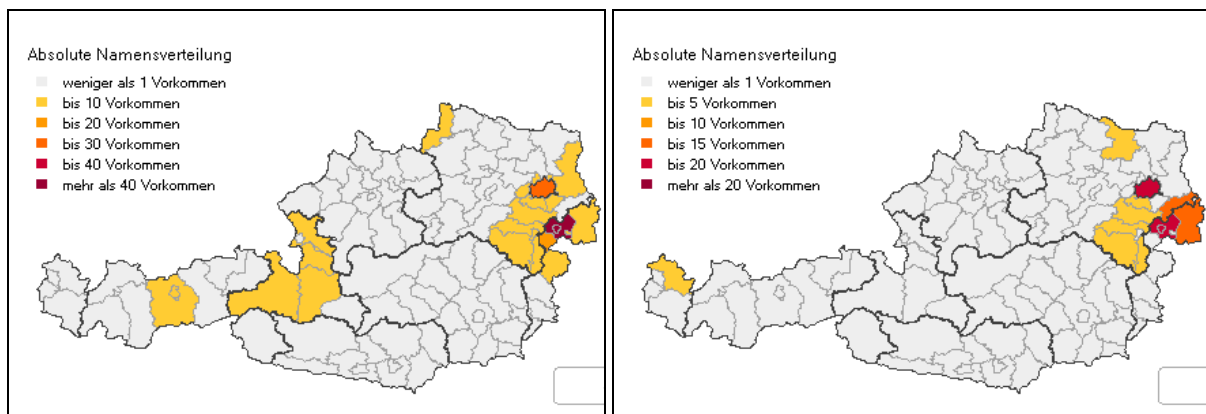 Absolute Namensverteilung
weniger als 1 Vorkommen
bis 10 Vorkommen
bis 20 Vorkommen
bis 30 Vorkommen
bis 40 Vorkommen
mehr als 40 Vorkommen
Absolute Namensverteilung
weniger als 1 Vorkommen
bis 5 Vorkommen
bis 10 Vorkommen
bis 15 Vorkommen
bis 20 Vorkommen
mehr als 20 Vorkommen